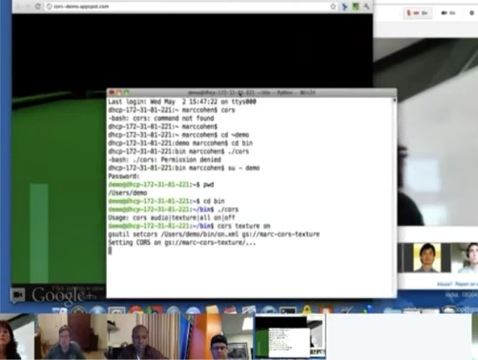 cors-demo.appspot.com
Last login: Wed May  2 15:47:22 on ttys000
dhcp-172-31-81-221:~ marccohen$ cors
-bash: cors: command not found
dhcp-172-31-81-221:~ marccohen$
dhcp-172-31-81-221:~ marccohen$ cd ~demo
dhcp-172-31-81-221:demo marccohen$ cd bin
dhcp-172-31-81-221:bin marccohen$ ./cors
-bash: ./cors: Permission denied
dhcp-172-31-81-221:bin marccohen$ su - demo
Password:
demo@dhcp-172-31-81-221:~$ pwd
/Users/demo
demo@dhcp-172-31-81-221:~$ cd bin
demo@dhcp-172-31-81-221:~/bin$ ./cors
Usage: cors audio|texture|all on|off
demo@dhcp-172-31-81-221:~/bin$ cors texture on
gsutil setcors /Users/demo/bin/on.xml gs://marc-cors-texture
Setting CORS on gs://marc-cors-texture/...
Google+